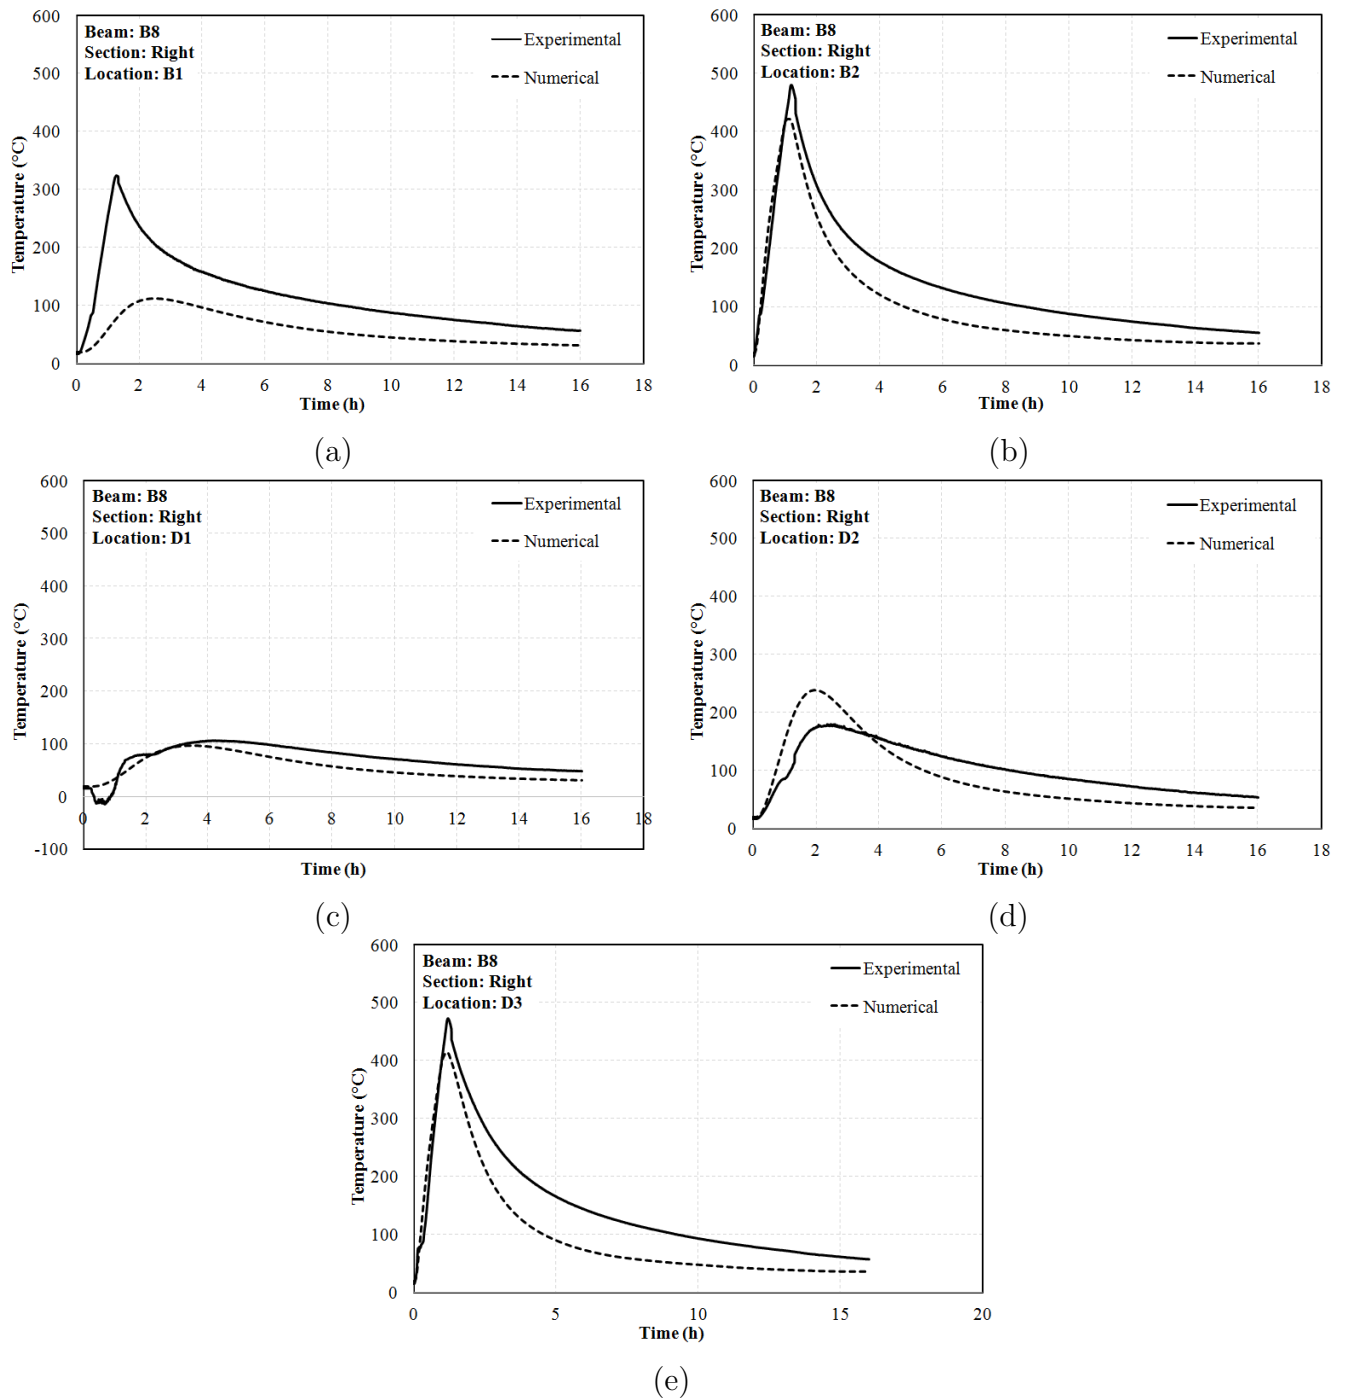 Beam: B8
Section: Right
Location: B1
Experimental
Numerical
600
500
400
300
200
100
0
Temperature (°C)
0 2 4 6 8 10 12 14 16 18
Time (h)
(a)
Beam: B8
Section: Right
Location: B2
Experimental
Numerical
600
500
400
300
200
100
0
Temperature (°C)
0 2 4 6 8 10 12 14 16 18
Time (h)
(b)
Beam: B8
Section: Right
Location: D1
Experimental
Numerical
600
500
400
300
200
100
0
-100
Temperature (°C)
0 2 4 6 8 10 12 14 16 18
Time (h)
(c)
Beam: B8
Section: Right
Location: D2
Experimental
Numerical
600
500
400
300
200
100
0
Temperature (°C)
0 2 4 6 8 10 12 14 16 18
Time (h)
(d)
Beam: B8
Section: Right
Location: D3
Experimental
Numerical
600
500
400
300
200
100
0
Temperature (°C)
0 5 10 15 20
Time (h)
(e)